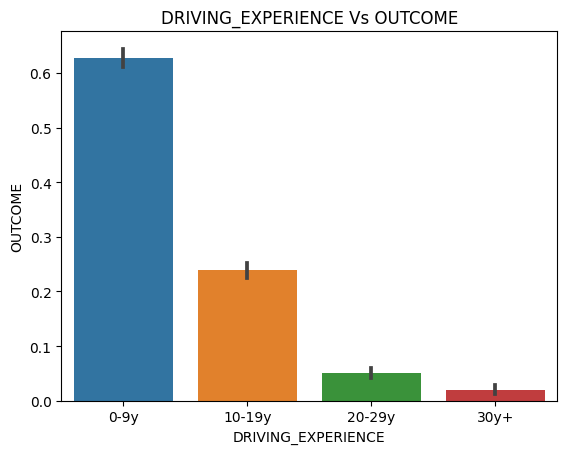 DRIVING_EXPERIENCE Vs OUTCOME
OUTCOME
0.6
0.5
0.4
0.3
0.2
0.1
0.0
0-9y 10-19y 20-29y 30y+
DRIVING_EXPERIENCE